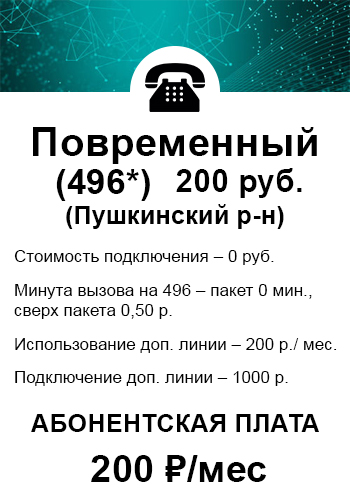 Повременный
(496*) 200 руб.
(Пушкинский р-н)
Стоимость подключения – 0 руб.
Минута вызова на 496 – пакет 0 мин.,
сверх пакета 0,50 р.
Использование доп. линии – 200 р./ мес.
Подключение доп. линии – 1000 р.
АБОНЕНТСКАЯ ПЛАТА
200 ₽/мес